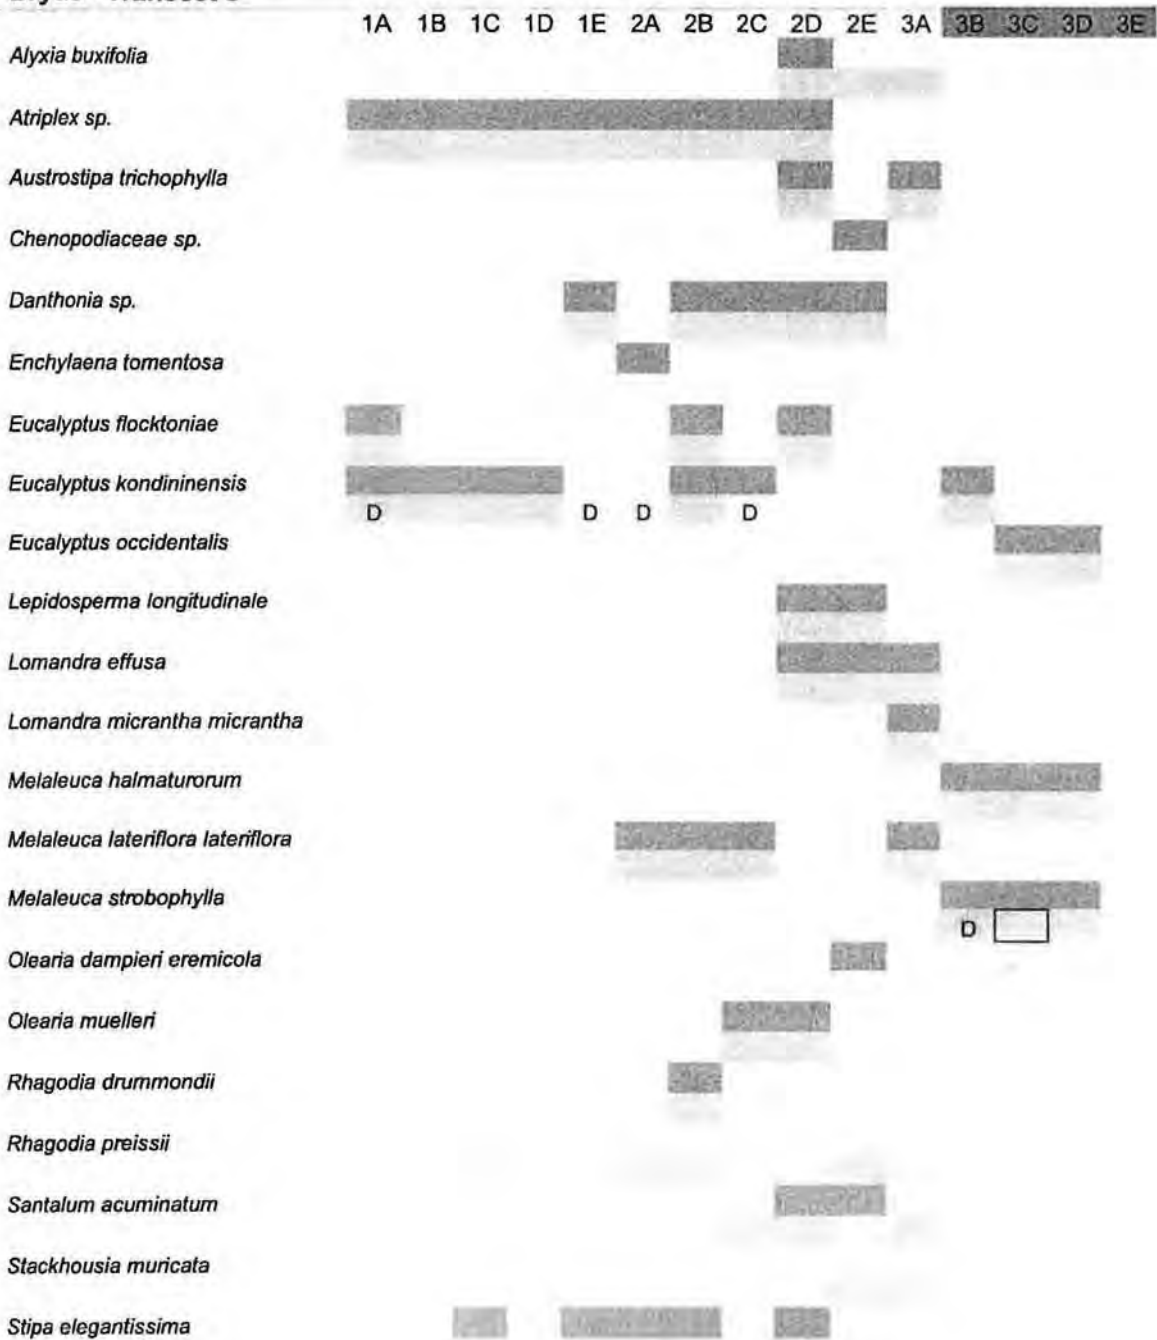 1A 1B 1C 1D 1E 2A 2B 2C 2D 2E 3A 3B 3C 3D 3E
Alyxia buxifolia
Atriplex sp.
Austrostipa trichophylla
Chenopodiaceae sp.
Danthonia sp.
Enchylaena tomentosa
Eucalyptus flocktoniae
Eucalyptus kondininensis
D D D D
Eucalyptus occidentalis
Lepidosperma longitudinale
Lomandra effusa
Lomandra micrantha micrantha
Melaleuca halmaturorum
Melaleuca lateriflora lateriflora
Melaleuca strobophylla
D
Olearia dampieri eremicola
Olearia muelleri
Rhagodia drummondii
Rhagodia preissii
Santalum acuminatum
Stackhousia muricata
Stipa elegantissima